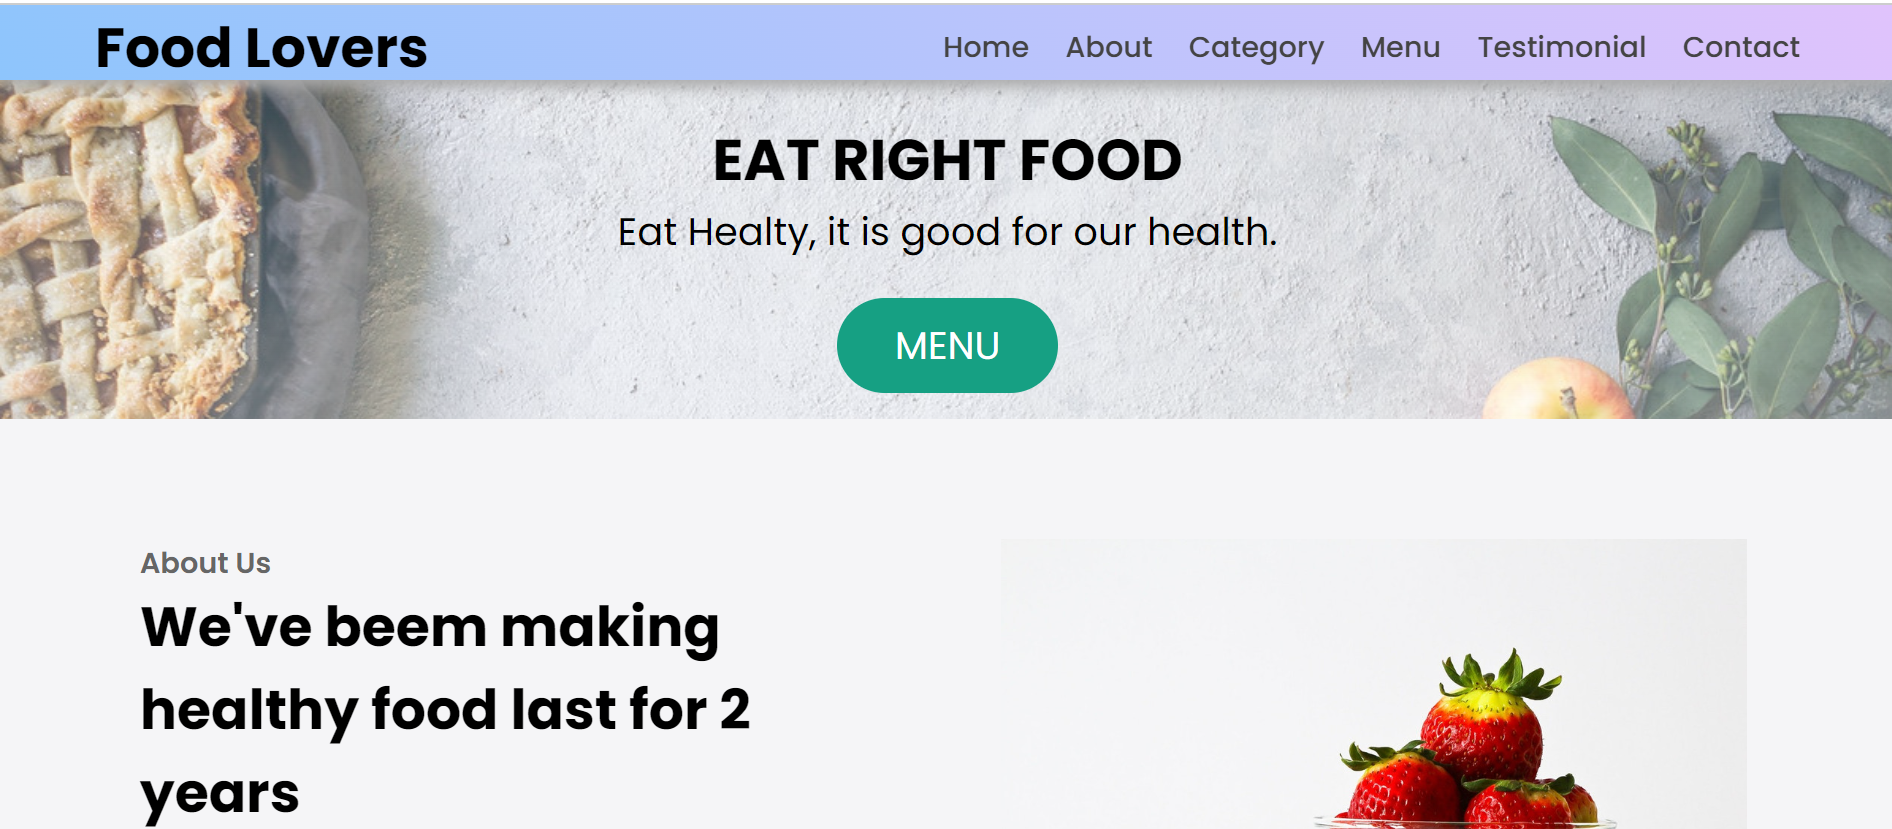 Food Lovers
Home About Category Menu Testimonial Contact
EAT RIGHT FOOD
Eat Healty, it is good for our health.
MENU
About Us
We've beem making
healthy food last for 2
years